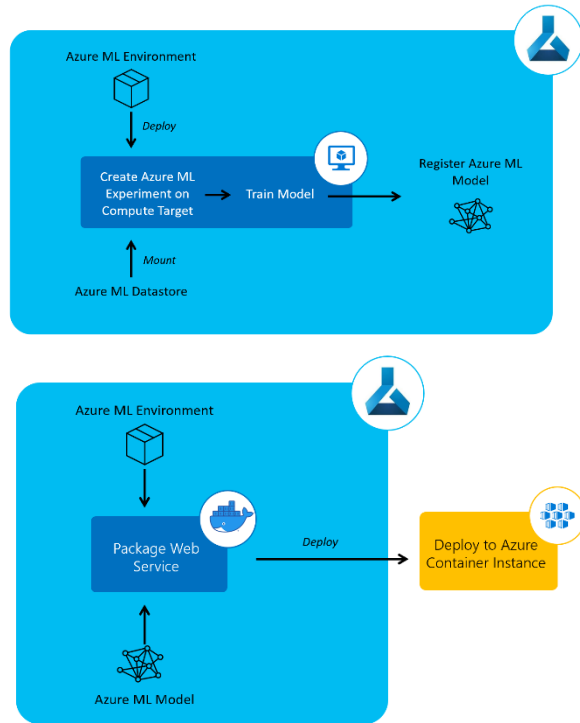 Azure ML Environment
Deploy
Create Azure ML
Experiment on
Compute Target
Train Model
Register Azure ML
Model
Mount
Azure ML Datastore
Azure ML Environment
Package Web
Service
Deploy
Deploy to Azure
Container Instance
Azure ML Model